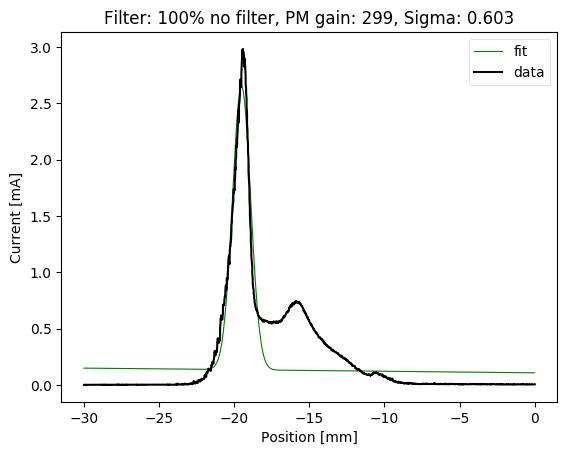 Filter: 100% no filter, PM gain: 299, Sigma: 0.603
fit
data
Current [mA]
3.0
2.5
2.0
1.5
1.0
0.5
0.0
−30 −25 −20 −15 −10 −5 0
Position [mm]